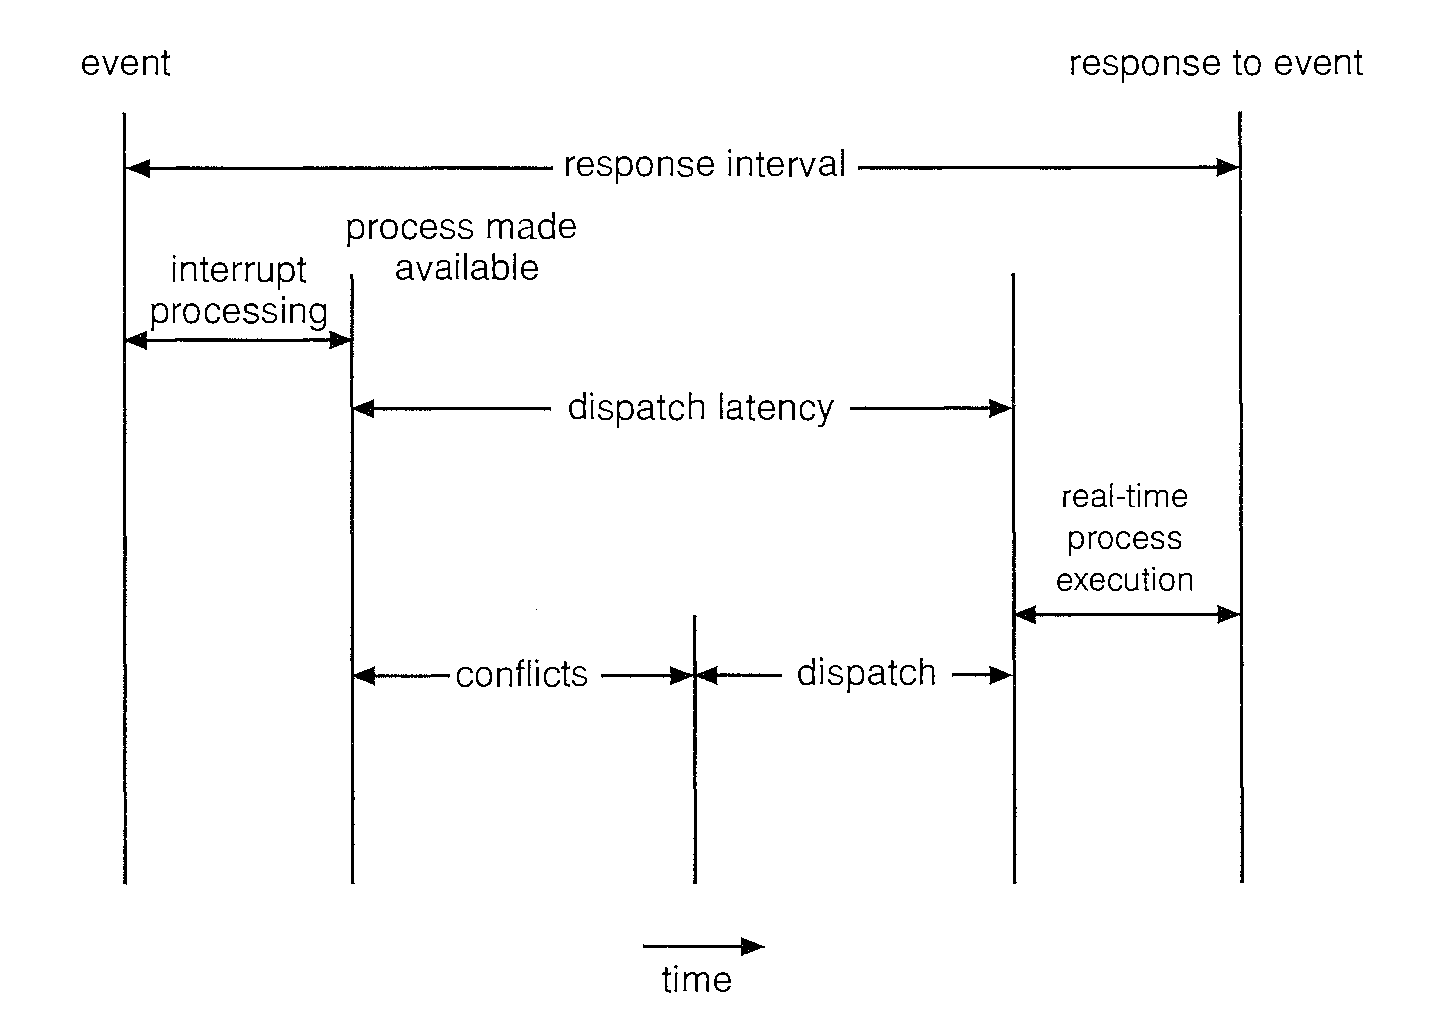 event
response to event
response interval
process made
available
interrupt
processing
dispatch latency
real-time
process
execution
conflicts
dispatch
time